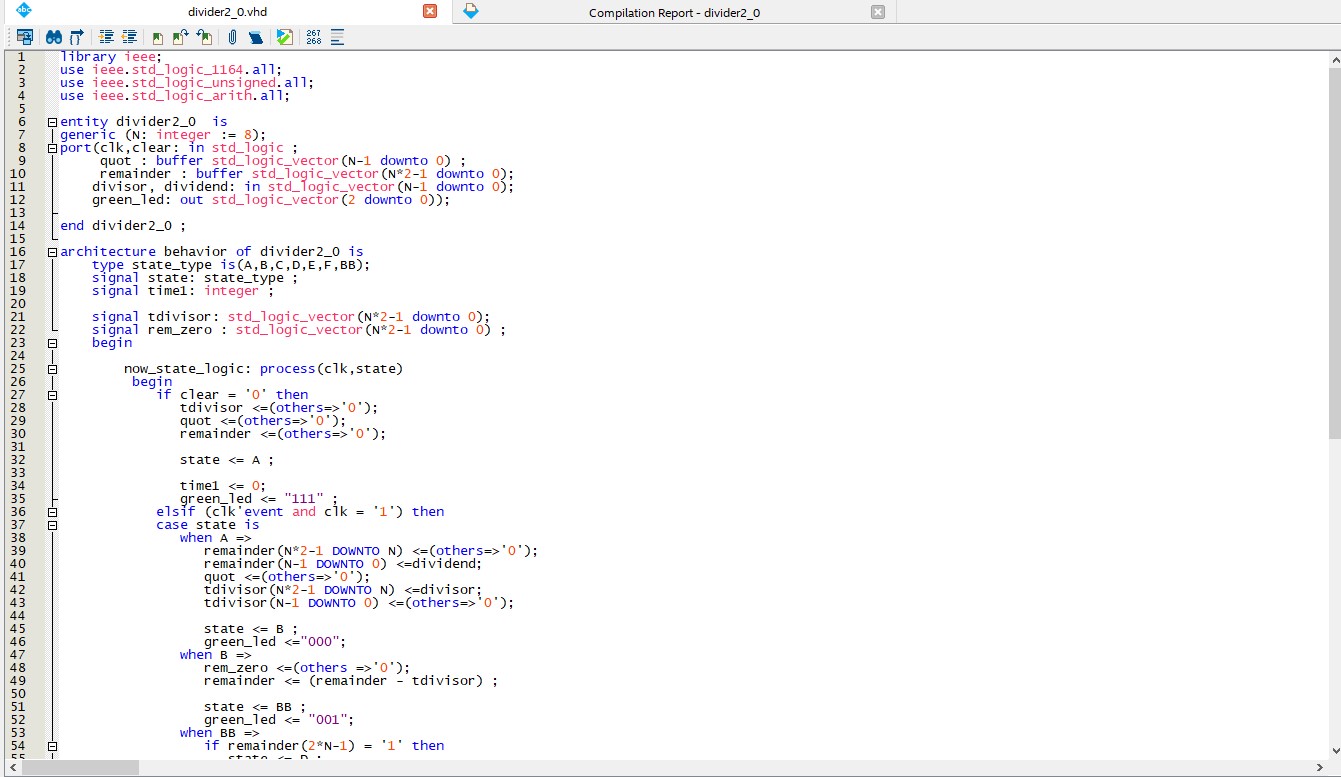 divider2_0.vhd
Compilation Report - divider2_0
abc
267
268
1 library ieee;
2 use ieee.std_logic_1164.all;
3 use ieee.std_logic_unsigned.all;
4 use ieee.std_logic_arith.all;
5
6 entity divider2_0  is
7 generic (N: integer := 8);
8 port(clk,clear: in std_logic ;
9      quot : buffer std_logic_vector(N-1 downto 0) ;
10      remainder : buffer std_logic_vector(N*2-1 downto 0);
11     divisor, dividend: in std_logic_vector(N-1 downto 0);
12     green_led: out std_logic_vector(2 downto 0));
13
14 end divider2_0 ;
15
16 architecture behavior of divider2_0 is
17     type state_type is(A,B,C,D,E,F,BB);
18     signal state: state_type ;
19     signal time1: integer ;
20
21     signal tdivisor: std_logic_vector(N*2-1 downto 0);
22     signal rem_zero : std_logic_vector(N*2-1 downto 0) ;
23     begin
24
25         now_state_logic: process(clk,state)
26          begin
27             if clear = '0' then
28                tdivisor <=(others=>'0');
29                quot <=(others=>'0');
30                remainder <=(others=>'0');
31
32                state <= A ;
33
34                time1 <= 0;
35                green_led <= "111" ;
36             elsif (clk'event and clk = '1') then
37             case state is
38                when A =>
39                   remainder(N*2-1 DOWNTO N) <=(others=>'0');
40                   remainder(N-1 DOWNTO 0) <=dividend;
41                   quot <=(others=>'0');
42                   tdivisor(N*2-1 DOWNTO N) <=divisor;
43                   tdivisor(N-1 DOWNTO 0) <=(others=>'0');
44
45                   state <= B ;
46                   green_led <="000";
47                when B =>
48                   rem_zero <=(others =>'0');
49                   remainder <= (remainder - tdivisor) ;
50
51                   state <= BB ;
52                   green_led <= "001";
53                when BB =>
54                   if remainder(2*N-1) = '1' then
55                      state <= D ;